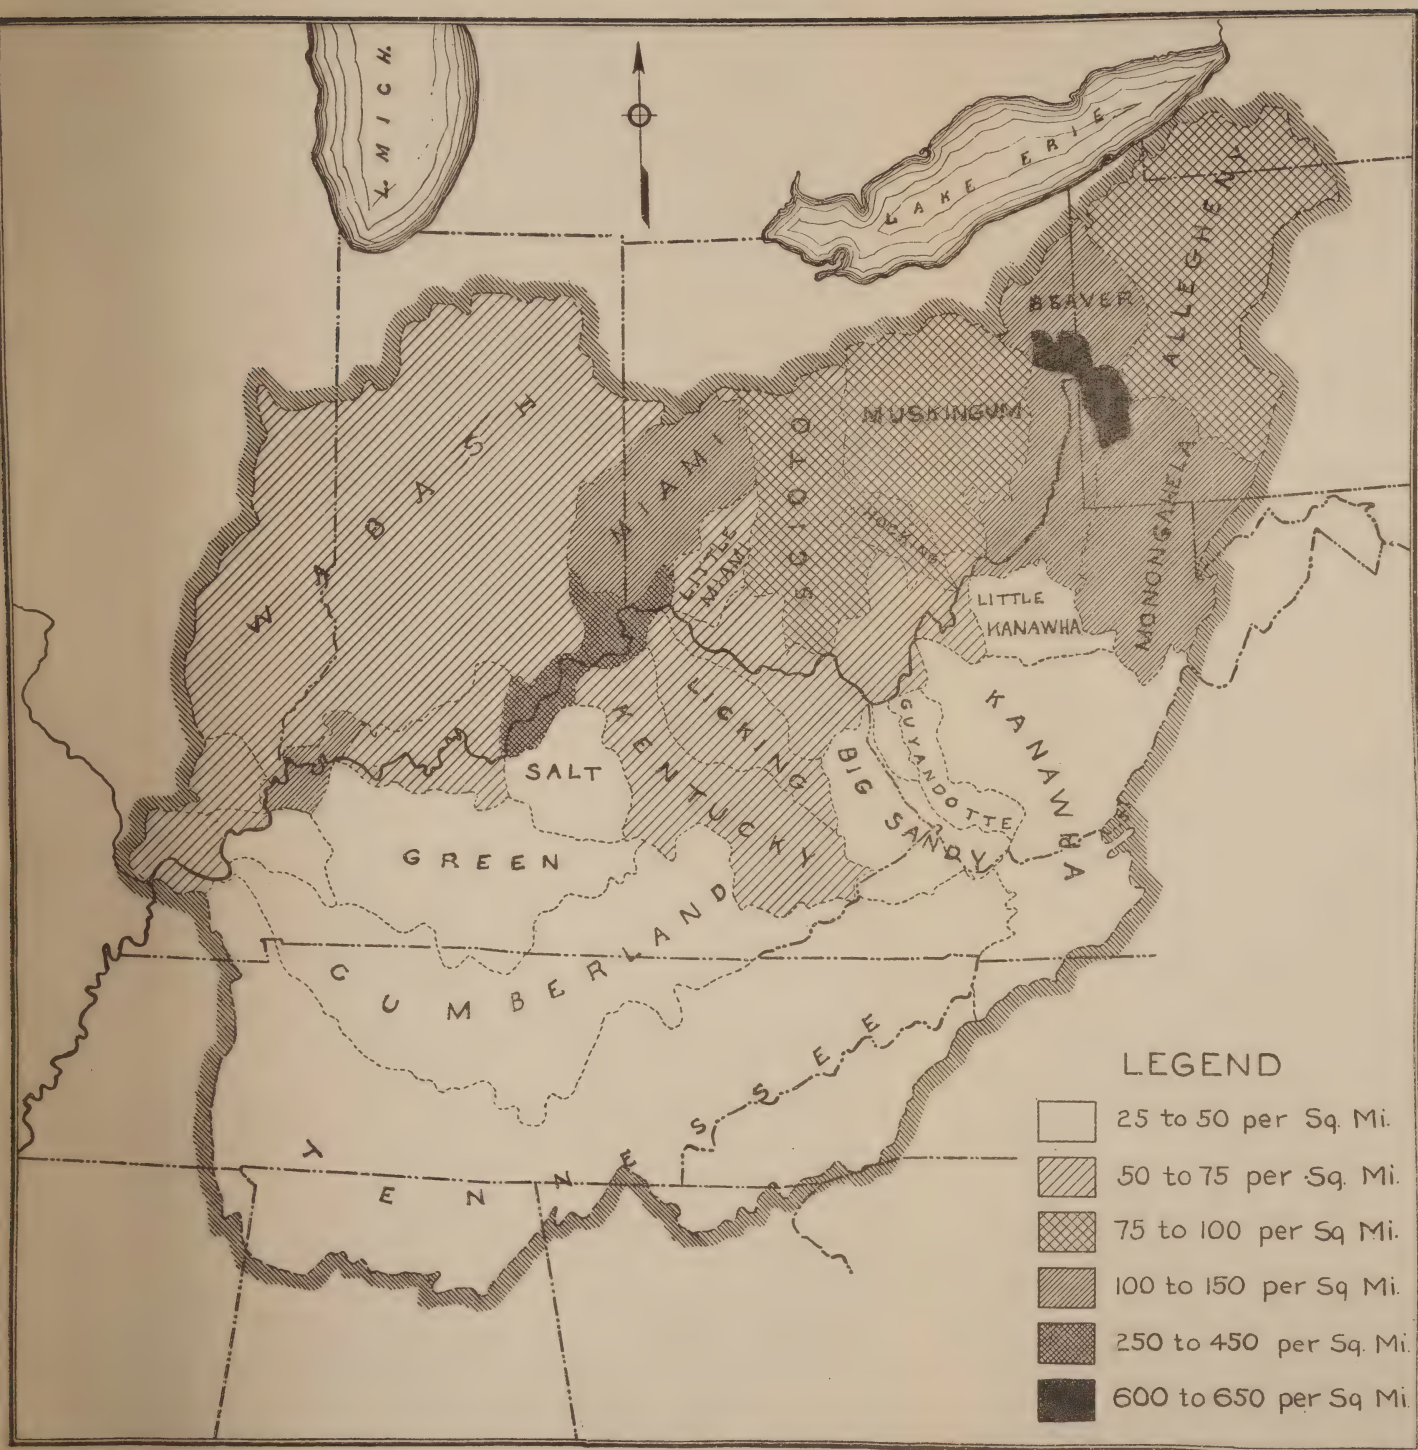 L. MICH.
LAKE ERIE
ALLEGHENY
BEAVER
WABASH
MIAMI
SCIOTO
MUSKINGUM
HOCKING
LITTLE
MIAMI
MONONGAHELA
LITTLE
KANAWHA
KANAWHA
GUYANDOTTE
BIG SANDY
LICKING
KENTUCKY
SALT
GREEN
CUMBERLAND
TENNESSEE
LEGEND
25 to 50 per Sq. Mi.
50 to 75 per Sq. Mi.
75 to 100 per Sq Mi.
100 to 150 per Sq Mi.
250 to 450 per Sq. Mi.
600 to 650 per Sq Mi.